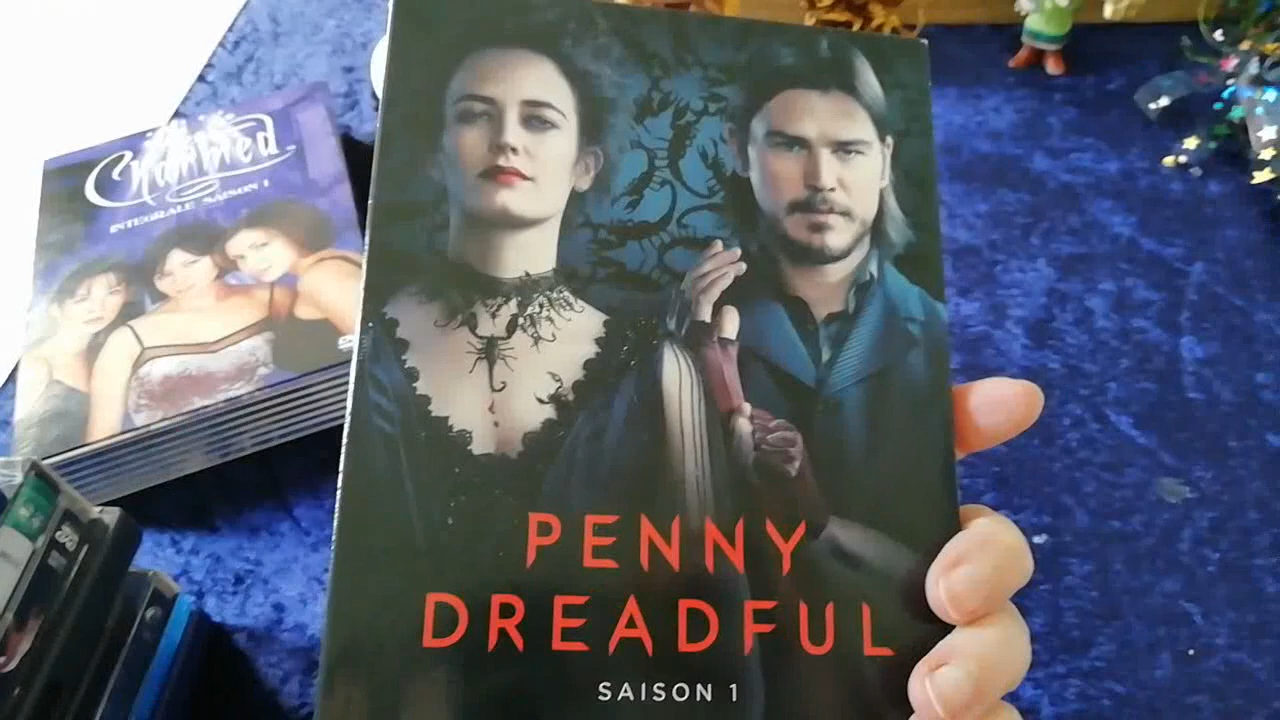 Charmed
INTEGRALE SAISON 1
PENNY
DREADFUL
SAISON 1